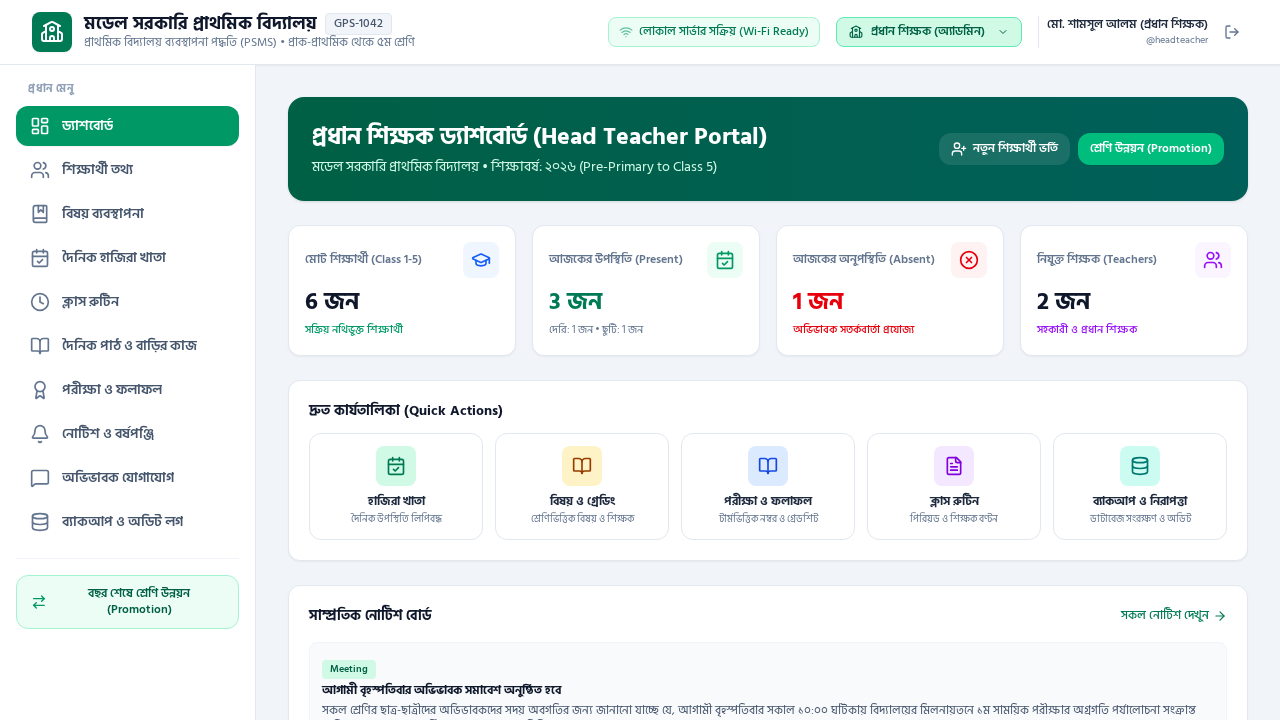 মডেল সরকারি প্রাথমিক বিদ্যালয় GPS-1042
প্রাথমিক বিদ্যালয় ব্যবস্থাপনা পদ্ধতি (PSMS) • প্রাক-প্রাথমিক থেকে ৫ম শ্রেণি
লোকাল সার্ভার সক্রিয় (Wi-Fi Ready)
প্রধান শিক্ষক (অ্যাডমিন)
মো. শামসুল আলম (প্রধান শিক্ষক)
@headteacher
প্রধান মেনু
ড্যাশবোর্ড
শিক্ষার্থী তথ্য
বিষয় ব্যবস্থাপনা
দৈনিক হাজিরা খাতা
ক্লাস রুটিন
দৈনিক পাঠ ও বাড়ির কাজ
পরীক্ষা ও ফলাফল
নোটিশ ও বর্ষপঞ্জি
অভিভাবক যোগাযোগ
ব্যাকআপ ও অডিট লগ
বছর শেষে শ্রেণি উন্নয়ন
(Promotion)
প্রধান শিক্ষক ড্যাশবোর্ড (Head Teacher Portal)
মডেল সরকারি প্রাথমিক বিদ্যালয় • শিক্ষাবর্ষ: ২০২৬ (Pre-Primary to Class 5)
নতুন শিক্ষার্থী ভর্তি
শ্রেণি উন্নয়ন (Promotion)
মোট শিক্ষার্থী (Class 1-5)
6 জন
সক্রিয় নথিভুক্ত শিক্ষার্থী
আজকের উপস্থিতি (Present)
3 জন
দেরি: 1 জন • ছুটি: 1 জন
আজকের অনুপস্থিতি (Absent)
1 জন
অভিভাবক সতর্কবার্তা প্রযোজ্য
নিযুক্ত শিক্ষক (Teachers)
2 জন
সহকারী ও প্রধান শিক্ষক
দ্রুত কার্যতালিকা (Quick Actions)
হাজিরা খাতা
দৈনিক উপস্থিতি লিপিবদ্ধ
বিষয় ও গ্রেডিং
শ্রেণিভিত্তিক বিষয় ও শিক্ষক
পরীক্ষা ও ফলাফল
টার্মভিত্তিক নম্বর ও গ্রেডশিট
ক্লাস রুটিন
পিরিয়ড ও শিক্ষক বণ্টন
ব্যাকআপ ও নিরাপত্তা
ডাটাবেজ সংরক্ষণ ও অডিট
সাম্প্রতিক নোটিশ বোর্ড
সকল নোটিশ দেখুন
Meeting
আগামী বৃহস্পতিবার অভিভাবক সমাবেশ অনুষ্ঠিত হবে
সকল শ্রেণির ছাত্র-ছাত্রীদের অভিভাবকদের সদয় অবগতির জন্য জানানো যাচ্ছে যে, আগামী বৃহস্পতিবার সকাল ১০:০০ ঘটিকায় বিদ্যালয়ের মিলনায়তনে ১ম সাময়িক পরীক্ষার অগ্রগতি পর্যালোচনা সংক্রান্ত